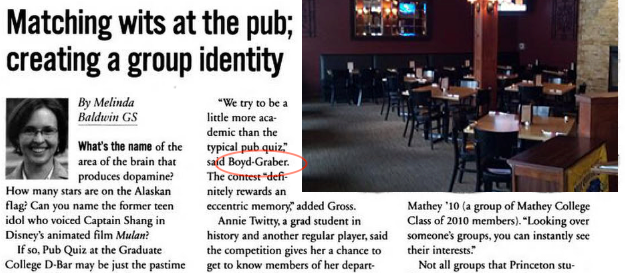 Matching wits at the pub;
creating a group identity
By Melinda
Baldwin GS
What's the name of the
area of the brain that
produces dopamine?
How many stars are on the Alaskan
flag? Can you name the former teen
idol who voiced Captain Shang in
Disney's animated film Mulan?
If so, Pub Quiz at the Graduate
College D-Bar may be just the pastime
"We try to be a
little more aca-
demic than the
typical pub quiz,"
said Boyd-Graber.
The contest "defi-
nitely rewards an
eccentric memory," added Gross.
Annie Twitty, a grad student in
history and another regular player, said
the competition gives her a chance to
get to know members of her depart-
Mathey '10 (a group of Mathey College
Class of 2010 members). "Looking over
someone's groups, you can instantly see
their interests."
Not all groups that Princeton stu-